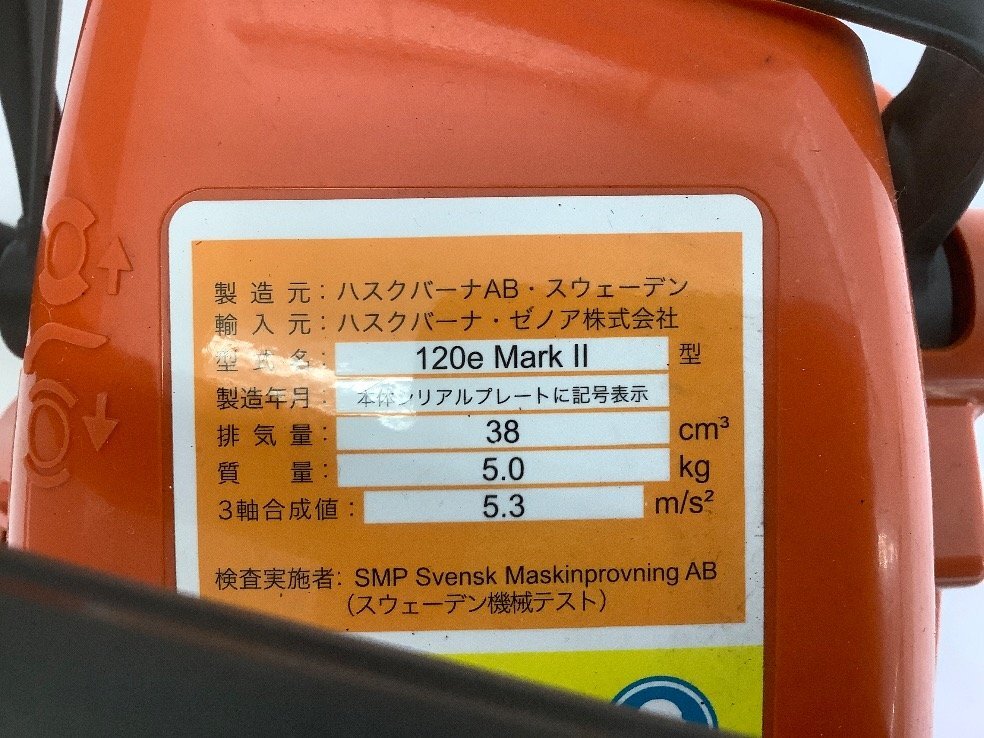 製造元：ハスクバーナAB・スウェーデン
輸入元：ハスクバーナ・ゼノア株式会社
型式名：120e Mark II 型
製造年月：本体シリアルプレートに記号表示
排気量：38 cm³
質量：5.0 kg
3軸合成値：5.3 m/s²
検査実施者: SMP Svensk Maskinprovning AB
（スウェーデン機械テスト）